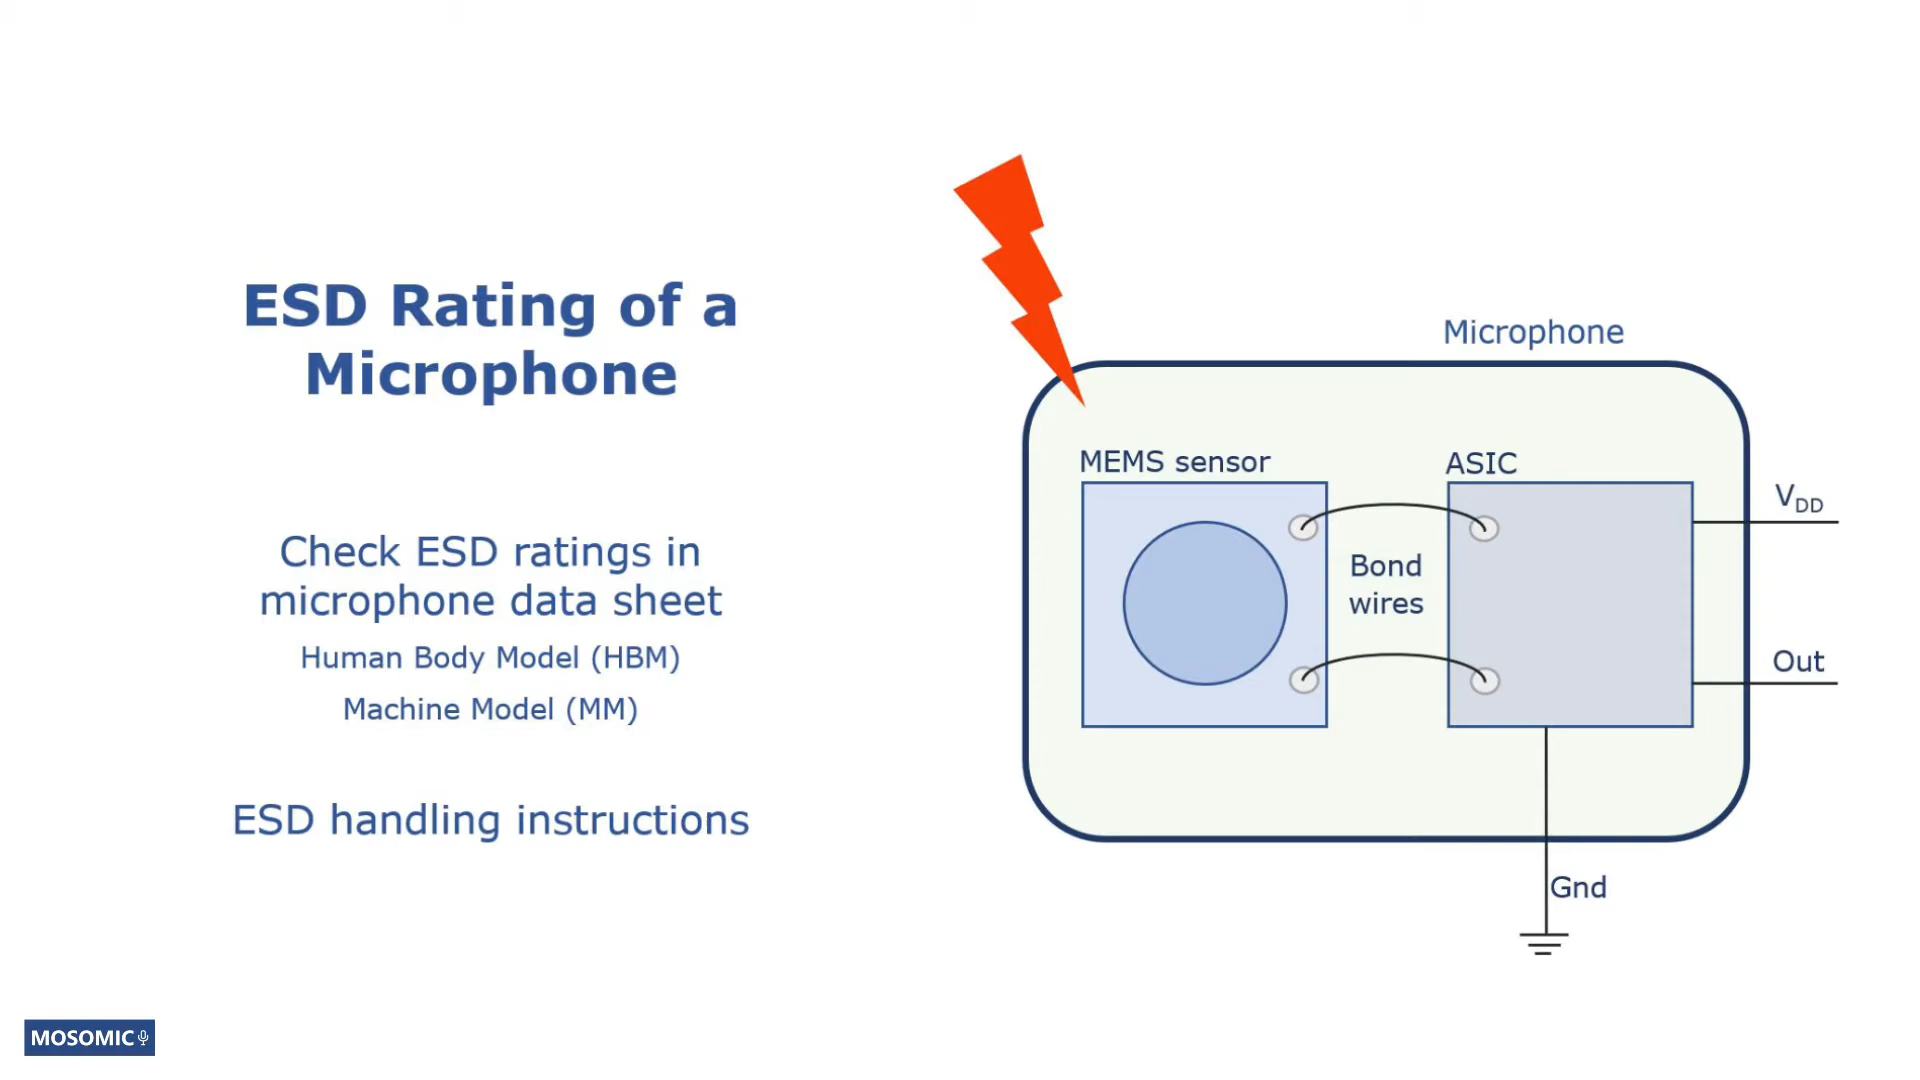 ESD Rating of a
Microphone
Check ESD ratings in
microphone data sheet
Human Body Model (HBM)
Machine Model (MM)
ESD handling instructions
Microphone
MEMS sensor
ASIC
Bond
wires
VDD
Out
Gnd
MOSOMIC